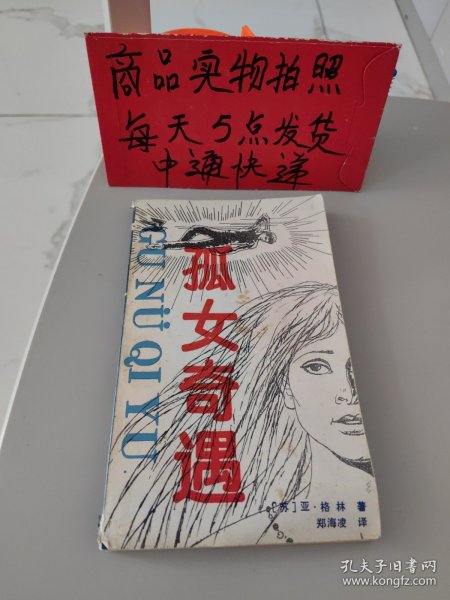 商品实物拍照
每天5点发货
中通快递
GU NÜ QI YU
孤女奇遇
[苏]亚·格林 著
郑海凌 译
孔夫子旧书网
www.kongfz.com